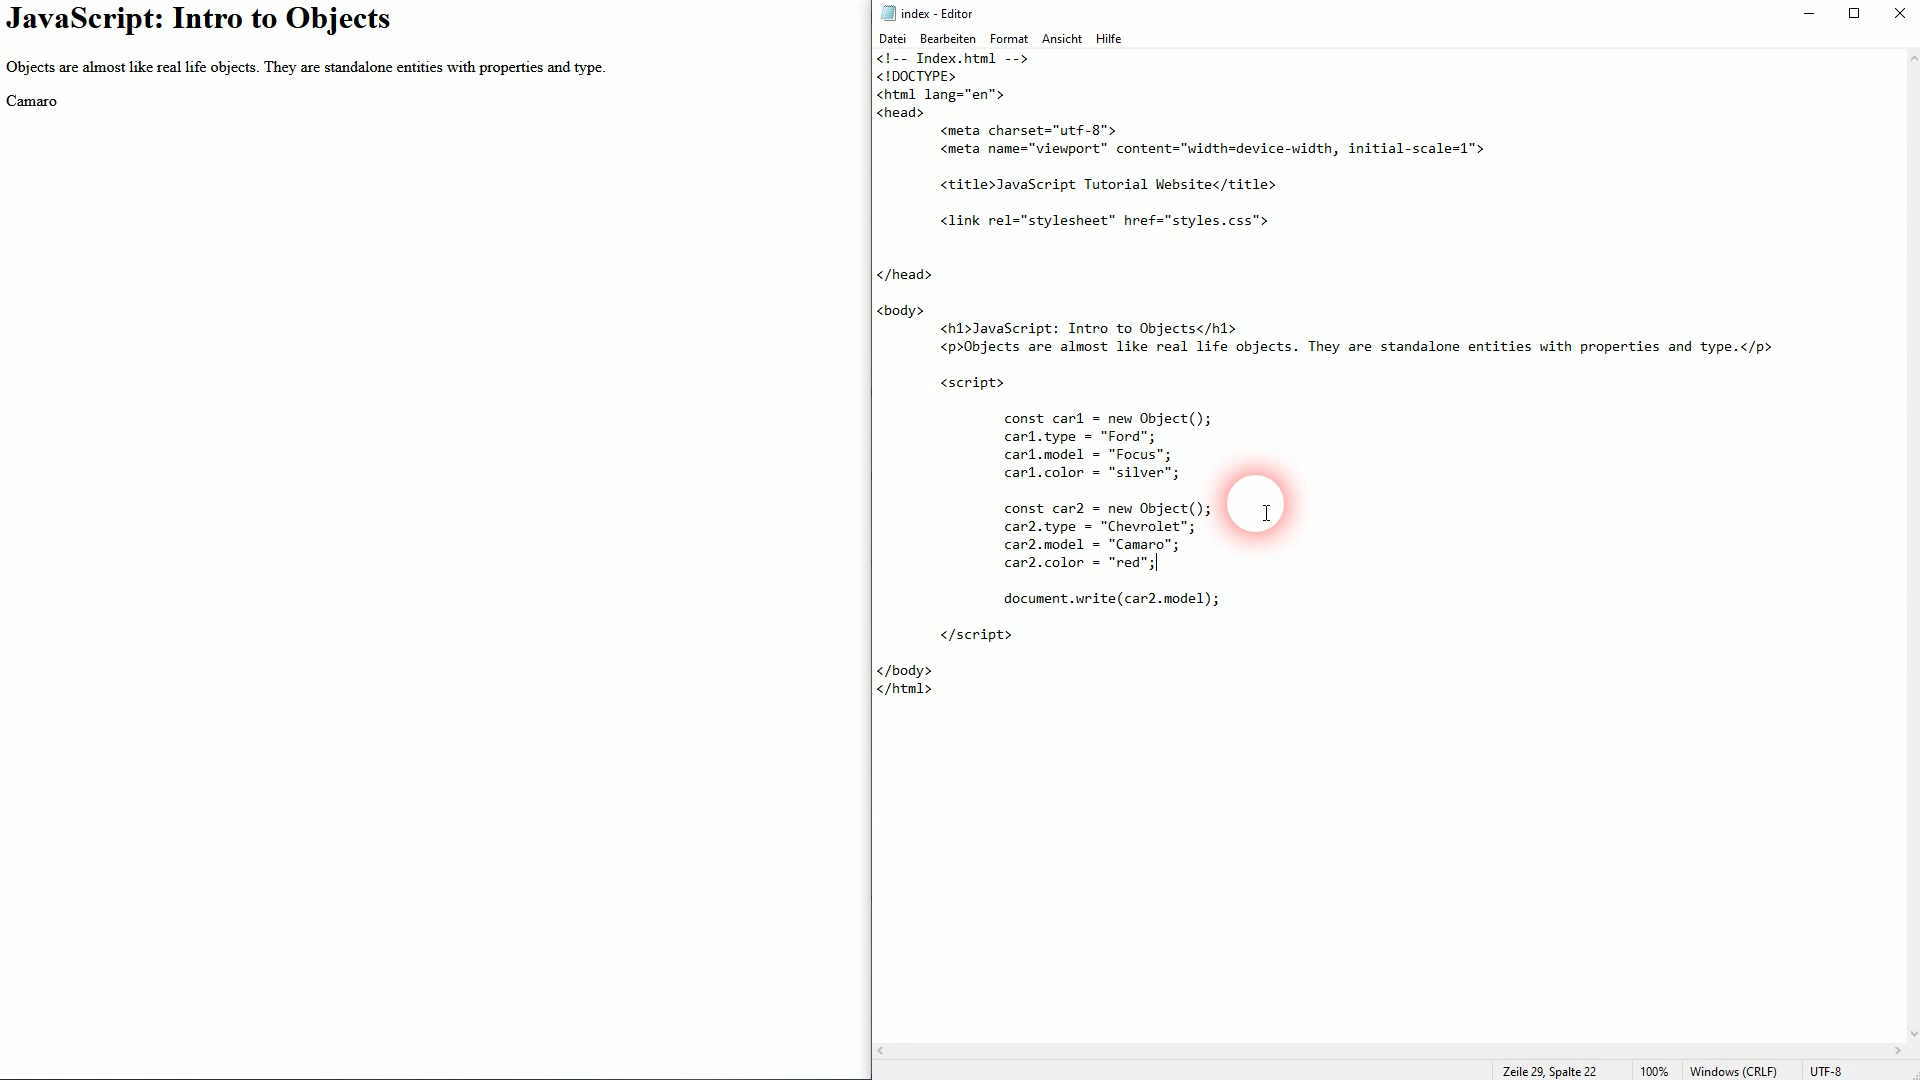 JavaScript: Intro to Objects
Objects are almost like real life objects. They are standalone entities with properties and type.
Camaro
index - Editor
Datei Bearbeiten Format Ansicht Hilfe
<!-- Index.html -->
<!DOCTYPE>
<html lang="en">
<head>
<meta charset="utf-8">
<meta name="viewport" content="width=device-width, initial-scale=1">
<title>JavaScript Tutorial Website</title>
<link rel="stylesheet" href="styles.css">
</head>
<body>
<h1>JavaScript: Intro to Objects</h1>
<p>Objects are almost like real life objects. They are standalone entities with properties and type.</p>
<script>
const car1 = new Object();
car1.type = "Ford";
car1.model = "Focus";
car1.color = "silver";
const car2 = new Object();
car2.type = "Chevrolet";
car2.model = "Camaro";
car2.color = "red";
document.write(car2.model);
</script>
</body>
</html>
Zeile 29, Spalte 22 100% Windows (CRLF) UTF-8